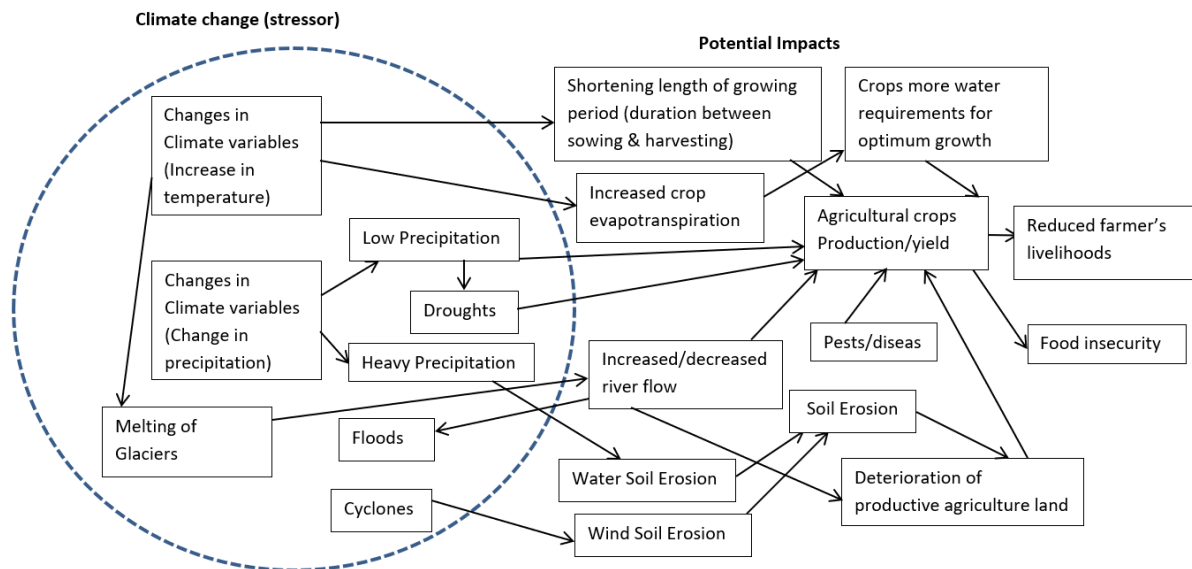 Climate change (stressor)
Potential Impacts
Changes in
Climate variables
(Increase in
temperature)
Shortening length of growing
period (duration between
sowing & harvesting)
Crops more water
requirements for
optimum growth
Increased crop
evapotranspiration
Agricultural crops
Production/yield
Reduced farmer's
livelihoods
Low Precipitation
Changes in
Climate variables
(Change in
precipitation)
Droughts
Heavy Precipitation
Increased/decreased
river flow
Pests/diseas
Food insecurity
Melting of
Glaciers
Floods
Soil Erosion
Water Soil Erosion
Deterioration of
productive agriculture land
Cyclones
Wind Soil Erosion